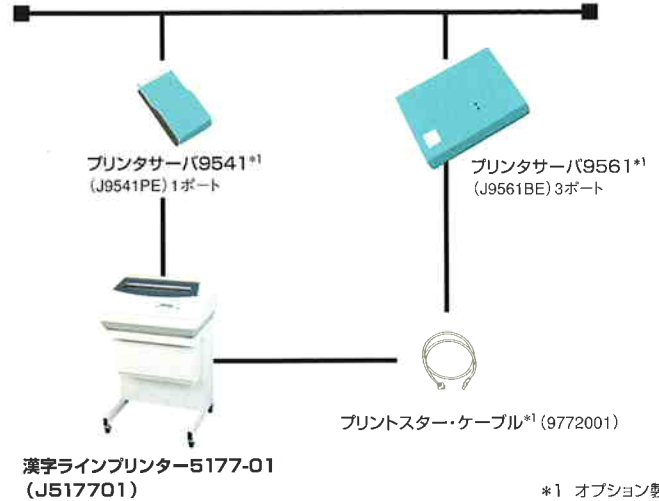 プリンタサーバ9541*1
(J9541PE)1ポート
プリンタサーバ9561*1
(J9561BE)3ポート
プリントスター・ケーブル*1(9772001)
漢字ラインプリンター5177-01
(J517701)
*1 オプション